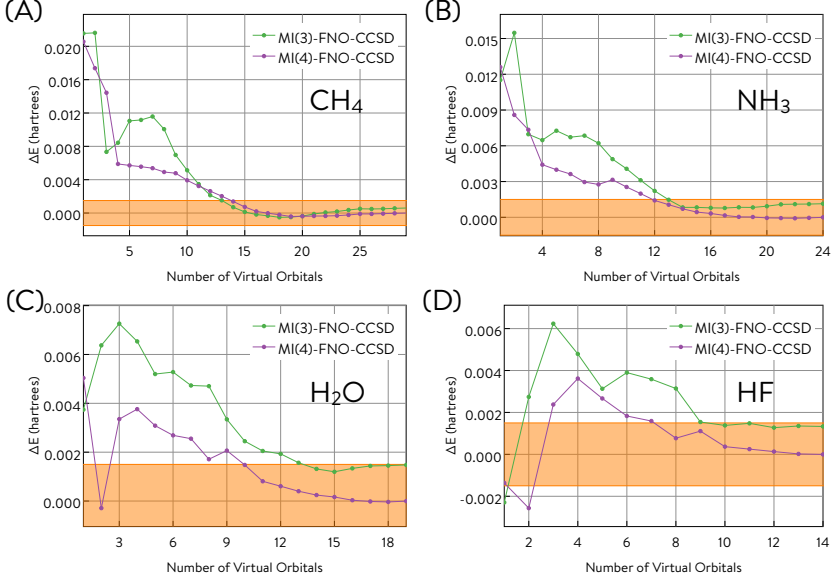 (A)
ΔE (hartrees)
0.020
0.016
0.012
0.008
0.004
0.000
MI(3)-FNO-CCSD
MI(4)-FNO-CCSD
CH₄
5 10 15 20 25
Number of Virtual Orbitals
(B)
ΔE (hartrees)
0.015
0.012
0.009
0.006
0.003
0.000
MI(3)-FNO-CCSD
MI(4)-FNO-CCSD
NH₃
4 8 12 16 20 24
Number of Virtual Orbitals
(C)
ΔE (hartrees)
0.008
0.006
0.004
0.002
0.000
MI(3)-FNO-CCSD
MI(4)-FNO-CCSD
H₂O
3 6 9 12 15 18
Number of Virtual Orbitals
(D)
ΔE (hartrees)
0.006
0.004
0.002
0.000
-0.002
MI(3)-FNO-CCSD
MI(4)-FNO-CCSD
HF
2 4 6 8 10 12 14
Number of Virtual Orbitals